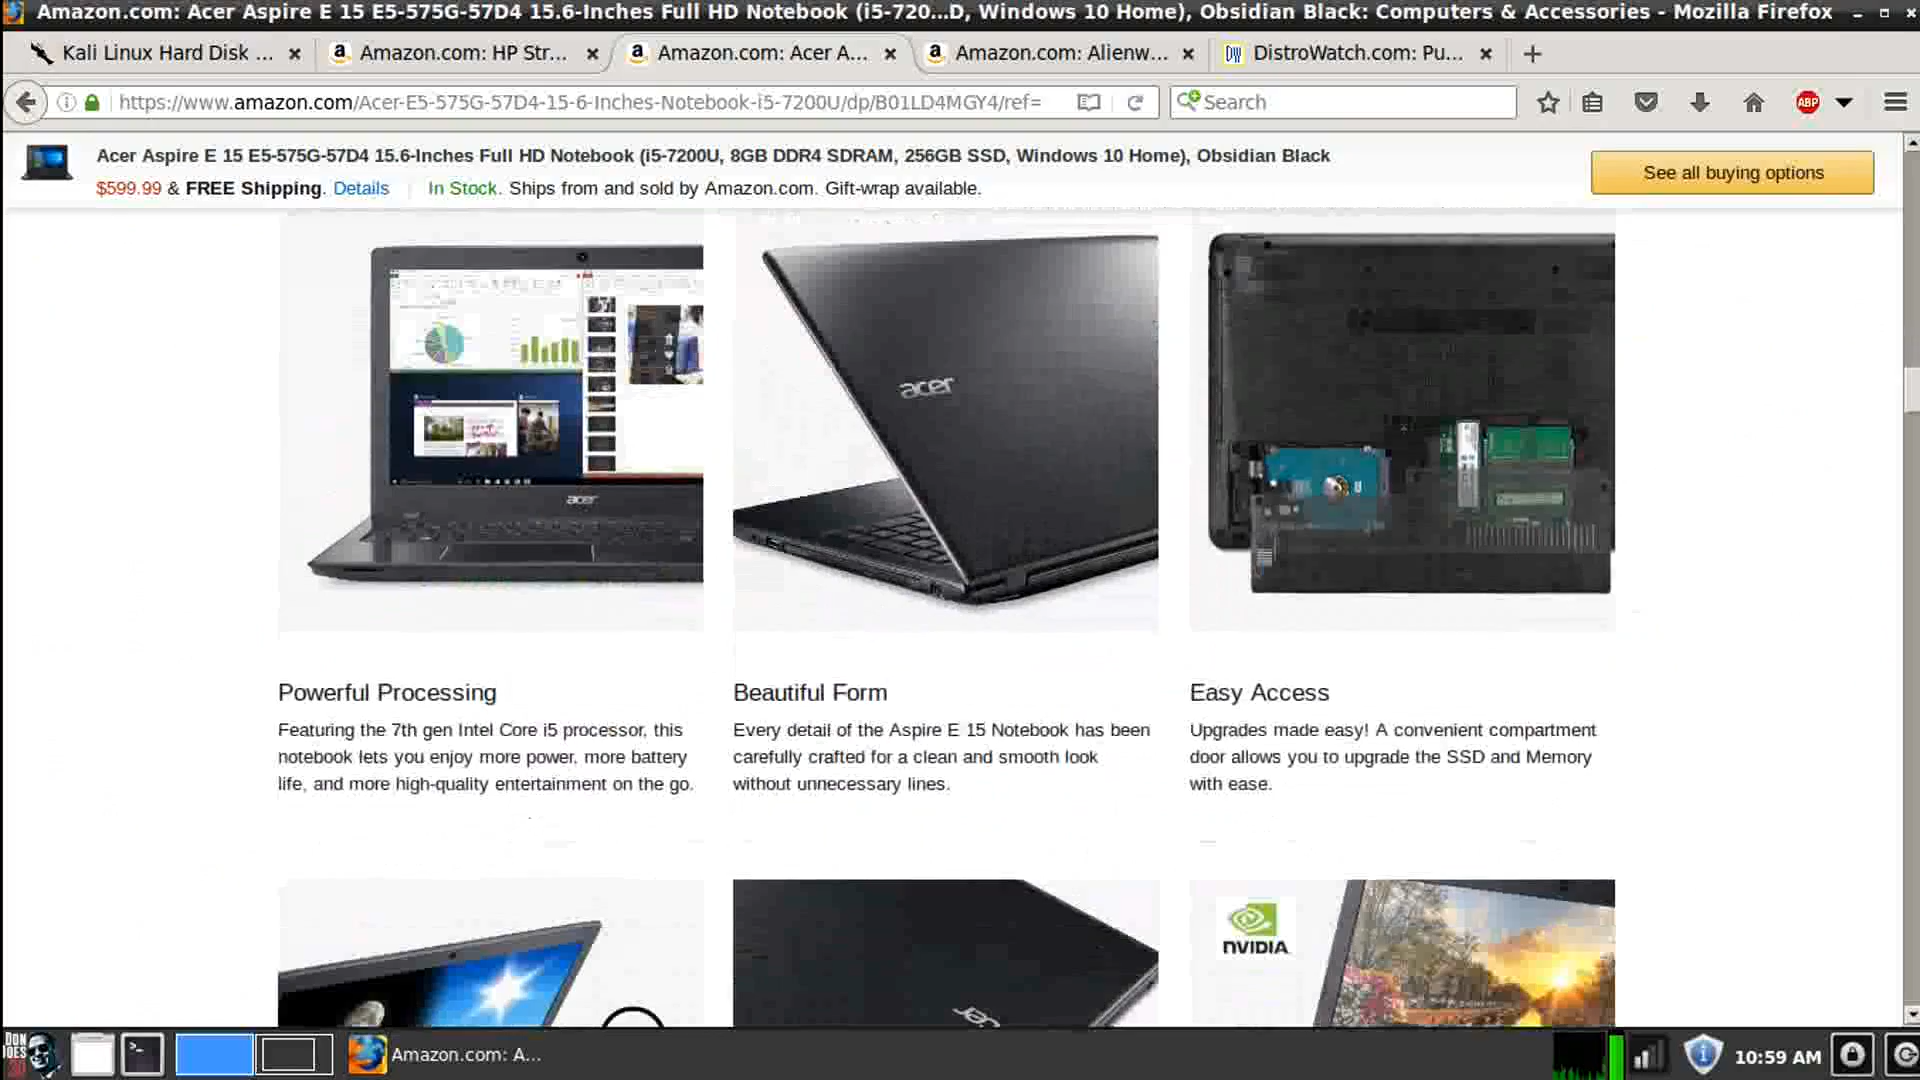 Amazon.com: Acer Aspire E 15 E5-575G-57D4 15.6-Inches Full HD Notebook (i5-720...D, Windows 10 Home), Obsidian Black: Computers & Accessories - Mozilla Firefox
Kali Linux Hard Disk ... Amazon.com: HP Str... Amazon.com: Acer A... Amazon.com: Alienw... DistroWatch.com: Pu...
https://www.amazon.com/Acer-E5-575G-57D4-15-6-Inches-Notebook-i5-7200U/dp/B01LD4MGY4/ref= Search ABP
Acer Aspire E 15 E5-575G-57D4 15.6-Inches Full HD Notebook (i5-7200U, 8GB DDR4 SDRAM, 256GB SSD, Windows 10 Home), Obsidian Black
$599.99 & FREE Shipping. Details | In Stock. Ships from and sold by Amazon.com. Gift-wrap available.
See all buying options
acer
acer
Powerful Processing
Featuring the 7th gen Intel Core i5 processor, this
notebook lets you enjoy more power, more battery
life, and more high-quality entertainment on the go.
Beautiful Form
Every detail of the Aspire E 15 Notebook has been
carefully crafted for a clean and smooth look
without unnecessary lines.
Easy Access
Upgrades made easy! A convenient compartment
door allows you to upgrade the SSD and Memory
with ease.
acer
NVIDIA
DON
DOES
Amazon.com: A...
10:59 AM